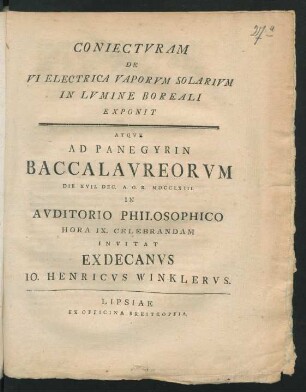 27.a
CONIECTVRAM
DE
VI ELECTRICA VAPORVM SOLARIVM
IN LVMINE BOREALI
EXPONIT
ATQVE
AD PANEGYRIN
BACCALAVREORVM
DIE XVII. DEC. A. O. R. MDCCLXIII
IN
AVDITORIO PHILOSOPHICO
HORA IX. CELEBRANDAM
INVITAT
EXDECANVS
IO. HENRICVS WINKLERVS.
LIPSIAE
EX OFFICINA BREITKOPFIA.